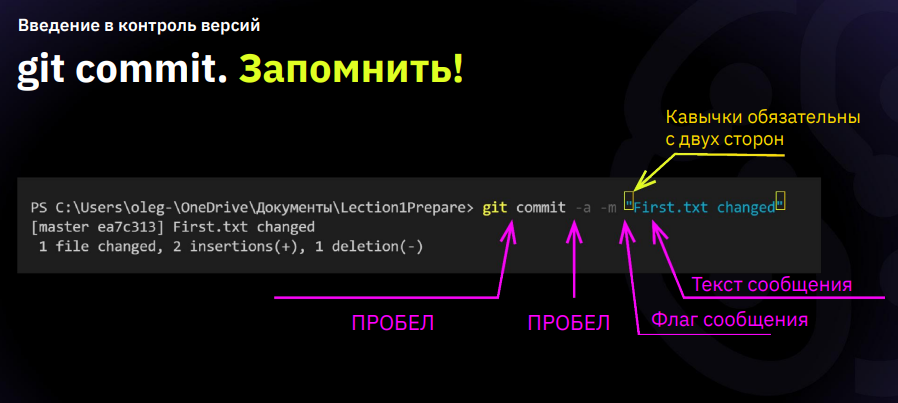 Введение в контроль версий
git commit. Запомнить!
Кавычки обязательны
с двух сторон
PS C:\Users\oleg-\OneDrive\Документы\Lection1Prepare> git commit -a -m "First.txt changed"
[master ea7c313] First.txt changed
1 file changed, 2 insertions(+), 1 deletion(-)
Текст сообщения
ПРОБЕЛ ПРОБЕЛ Флаг сообщения